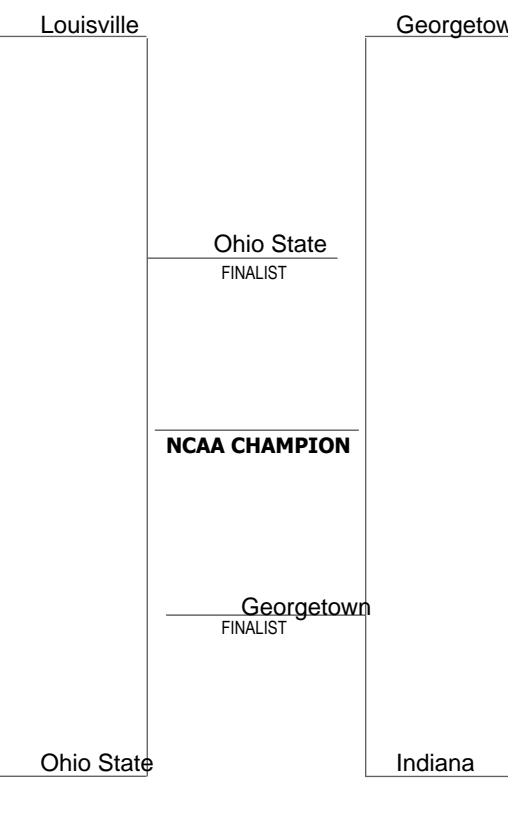 Louisville
Georgetow
Ohio State
FINALIST
NCAA CHAMPION
Georgetown
FINALIST
Ohio State
Indiana